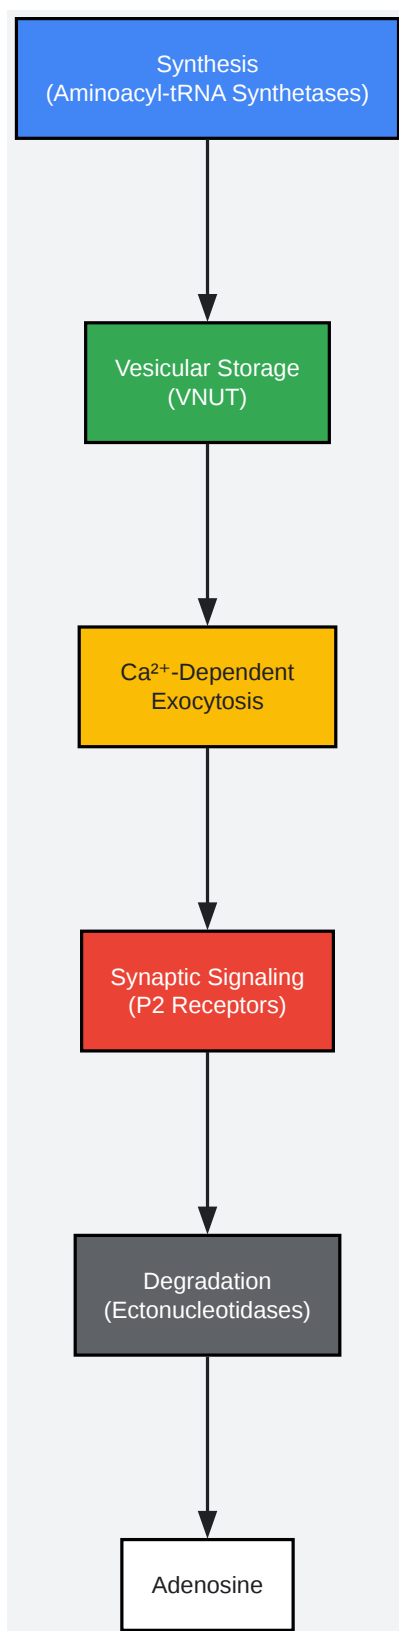 Synthesis
(Aminoacyl-tRNA Synthetases)
Vesicular Storage
(VNUT)
Ca²⁺-Dependent
Exocytosis
Synaptic Signaling
(P2 Receptors)
Degradation
(Ectonucleotidases)
Adenosine